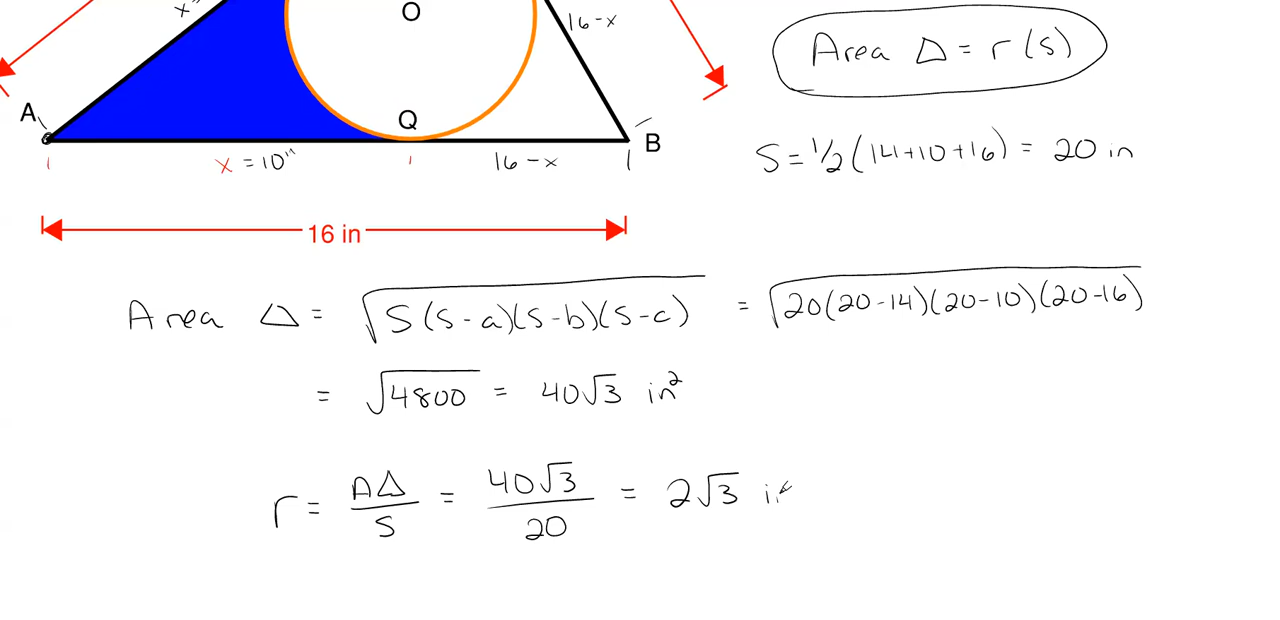 x
O
16-x
Area △ = r(s)
A
Q
B
x = 10"
16-x
S = 1/2(14+10+16) = 20 in
16 in
Area △ = √S(s-a)(s-b)(s-c) = √20(20-14)(20-10)(20-16)
= √4800 = 40√3 in²
r = A△/S = 40√3/20 = 2√3 in